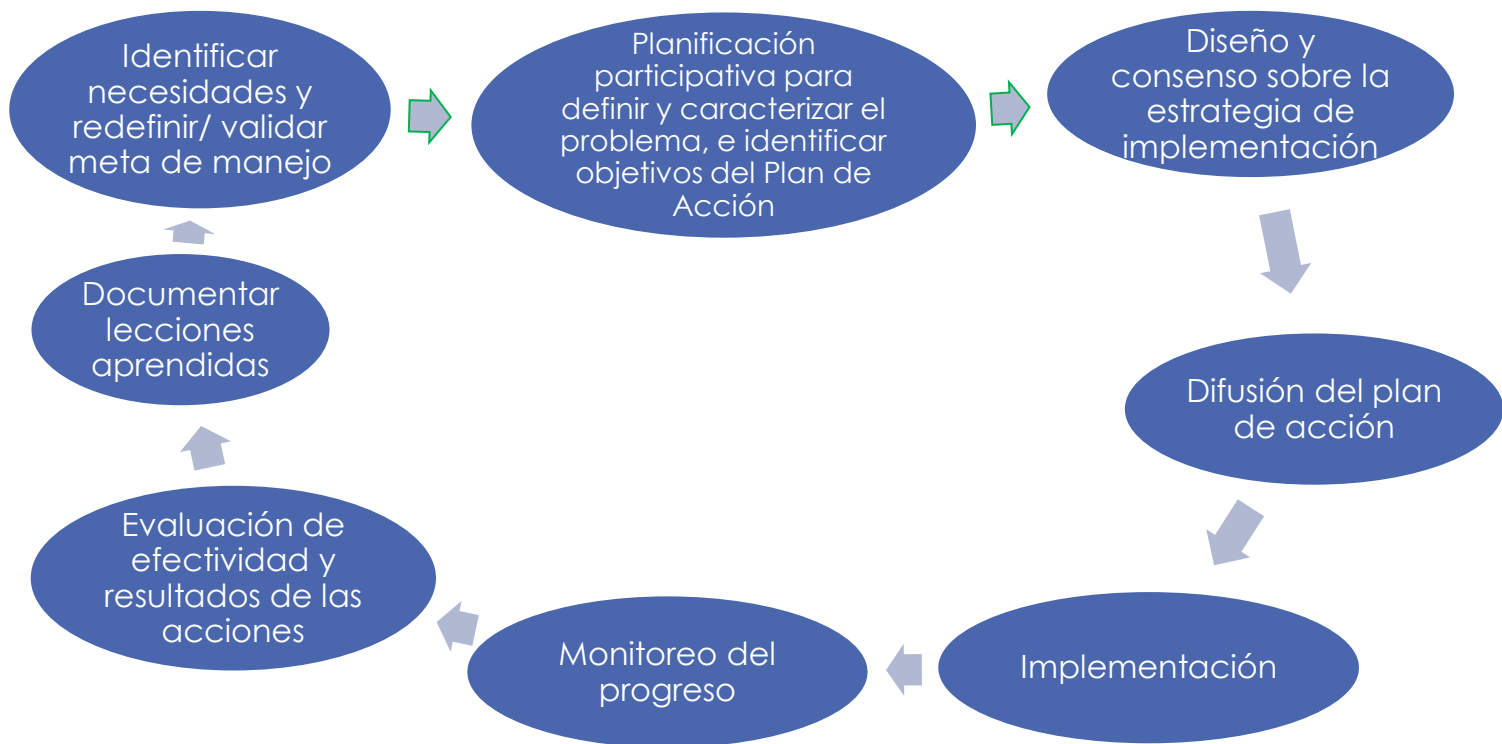 Identificar
necesidades y
redefinir/ validar
meta de manejo
Planificación
participativa para
definir y caracterizar el
problema, e identificar
objetivos del Plan de
Acción
Diseño y
consenso sobre la
estrategia de
implementación
Difusión del plan
de acción
Implementación
Monitoreo del
progreso
Evaluación de
efectividad y
resultados de las
acciones
Documentar
lecciones
aprendidas